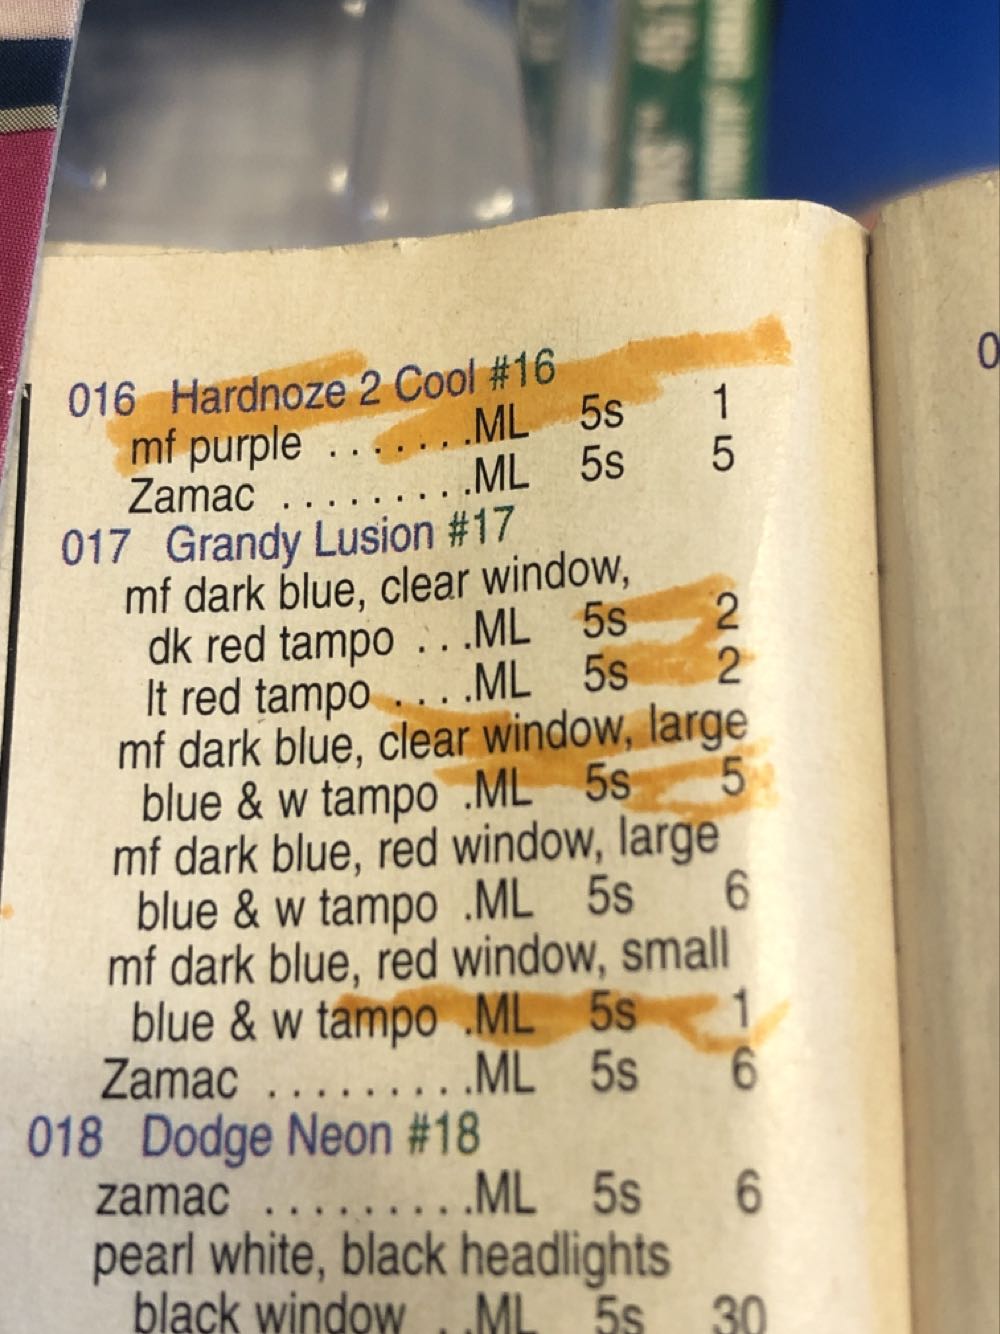 016 Hardnoze 2 Cool #16
mf purple .......ML 5s 1
Zamac .........ML 5s 5
017 Grandy Lusion #17
mf dark blue, clear window,
dk red tampo ...ML 5s 2
lt red tampo ....ML 5s 2
mf dark blue, clear window, large
blue & w tampo .ML 5s 5
mf dark blue, red window, large
blue & w tampo .ML 5s 6
mf dark blue, red window, small
blue & w tampo .ML 5s 1
Zamac .........ML 5s 6
018 Dodge Neon #18
zamac .........ML 5s 6
pearl white, black headlights
black window ..ML 5s 30
0